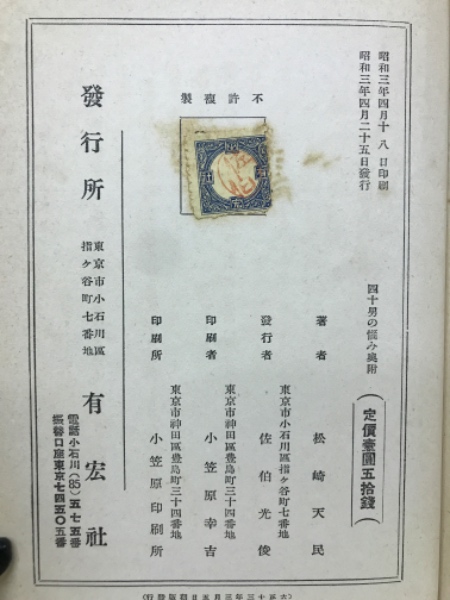 昭和三年四月十八日印刷
昭和三年四月二十五日發行
四十男の悩み奥附
定價壹圓五拾錢
不許複製
著者 松崎天民
東京市小石川區指ケ谷町七番地
發行者 佐伯光俊
東京市神田區豊島町三十四番地
印刷者 小笠原幸吉
東京市神田區豊島町三十四番地
印刷所 小笠原印刷所
發行所
東京市小石川區
指ケ谷町七番地
有宏社
電話小石川(85)五七五番
振替口座東京七四五〇五番